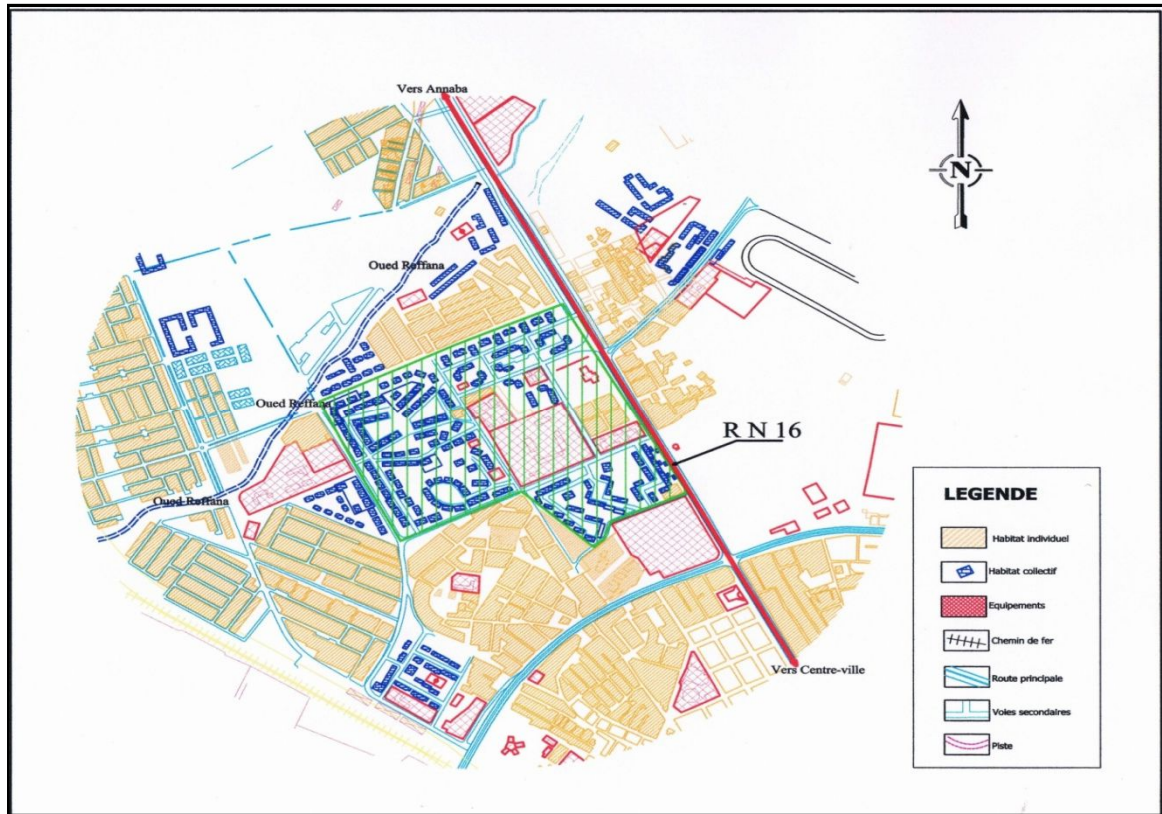 Vers Annaba
N
Oued Reffana
Oued Reffana
R N 16
Oued Reffana
Vers Centre-ville
LEGENDE
Habitat individuel
Habitat collectif
Equipements
Chemin de fer
Route principale
Voies secondaires
Piste